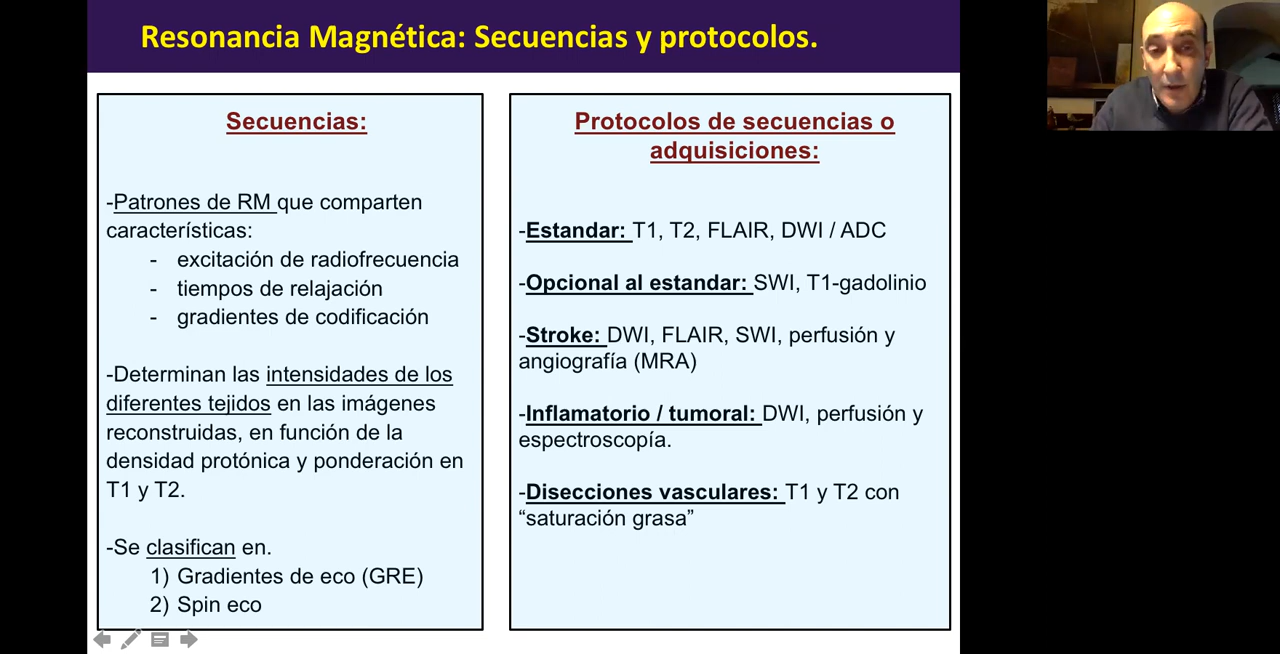 Resonancia Magnética: Secuencias y protocolos.
Secuencias:
-Patrones de RM que comparten
características:
- excitación de radiofrecuencia
- tiempos de relajación
- gradientes de codificación
-Determinan las intensidades de los
diferentes tejidos en las imágenes
reconstruidas, en función de la
densidad protónica y ponderación en
T1 y T2.
-Se clasifican en.
1) Gradientes de eco (GRE)
2) Spin eco
Protocolos de secuencias o
adquisiciones:
-Estandar: T1, T2, FLAIR, DWI / ADC
-Opcional al estandar: SWI, T1-gadolinio
-Stroke: DWI, FLAIR, SWI, perfusión y
angiografía (MRA)
-Inflamatorio / tumoral: DWI, perfusión y
espectroscopía.
-Disecciones vasculares: T1 y T2 con
“saturación grasa”